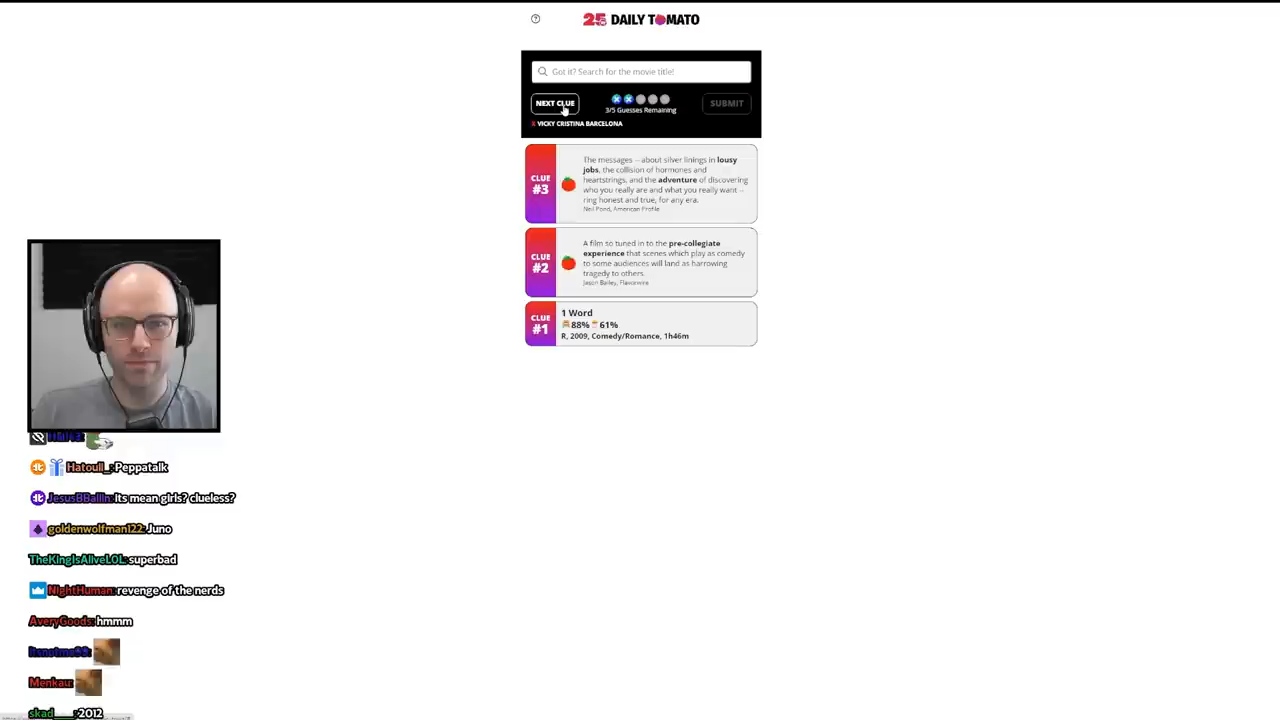 25 DAILY TOMATO
Got it? Search for the movie title!
NEXT CLUE
3/5 Guesses Remaining
SUBMIT
X VICKY CRISTINA BARCELONA
CLUE #3
The messages -- about silver linings in lousy
jobs, the collision of hormones and
heartstrings, and the adventure of discovering
who you really are and what you really want --
ring honest and true, for any era.
Neil Pond, American Profile
CLUE #2
A film so tuned in to the pre-collegiate
experience that scenes which play as comedy
to some audiences will land as harrowing
tragedy to others.
Jason Bailey, Flavorwire
CLUE #1
1 Word
88% 61%
R, 2009, Comedy/Romance, 1h46m
Hatouli_: Peppatalk
JesusBBallin: Its mean girls? clueless?
goldenwolfman122: Juno
TheKingIsAliveLOL: superbad
NightHuman: revenge of the nerds
AveryGoods: hmmm
itsnotme99:
Menkau:
skad___: 2012